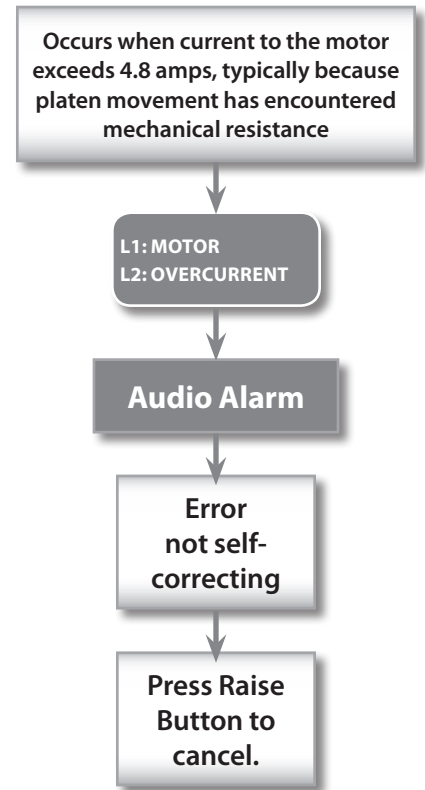 Occurs when current to the motor
exceeds 4.8 amps, typically because
platen movement has encountered
mechanical resistance
L1: MOTOR
L2: OVERCURRENT
Audio Alarm
Error
not self-
correcting
Press Raise
Button to
cancel.